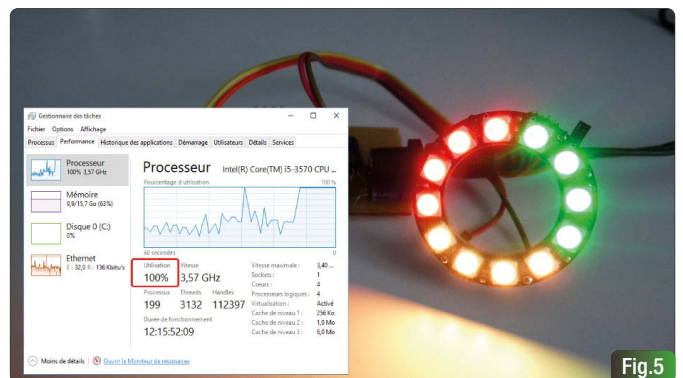 Gestionnaire des tâches
Fichier Options Affichage
Processus Performance Historique des applications Démarrage Utilisateurs Détails Services
Processeur
100% 3,57 GHz
Mémoire
9,9/15,7 Go (63%)
Disque 0 (C:)
0%
Ethernet
E : 32,0 R : 136 Kbits/s
Processeur Intel(R) Core(TM) i5-3570 CPU ...
Pourcentage d'utilisation 100%
60 secondes 0
Utilisation Vitesse
100% 3,57 GHz
Processus Threads Handles
199 3132 112397
Durée de fonctionnement
12:15:52:09
Vitesse maximale : 3,40 ...
Sockets : 1
Cœurs : 4
Processeurs logiques : 4
Virtualisation : Activé
Cache de niveau 1 : 256 Ko
Cache de niveau 2 : 1,0 Mo
Cache de niveau 3 : 6,0 Mo
Moins de détails Ouvrir le Moniteur de ressources
Fig.5